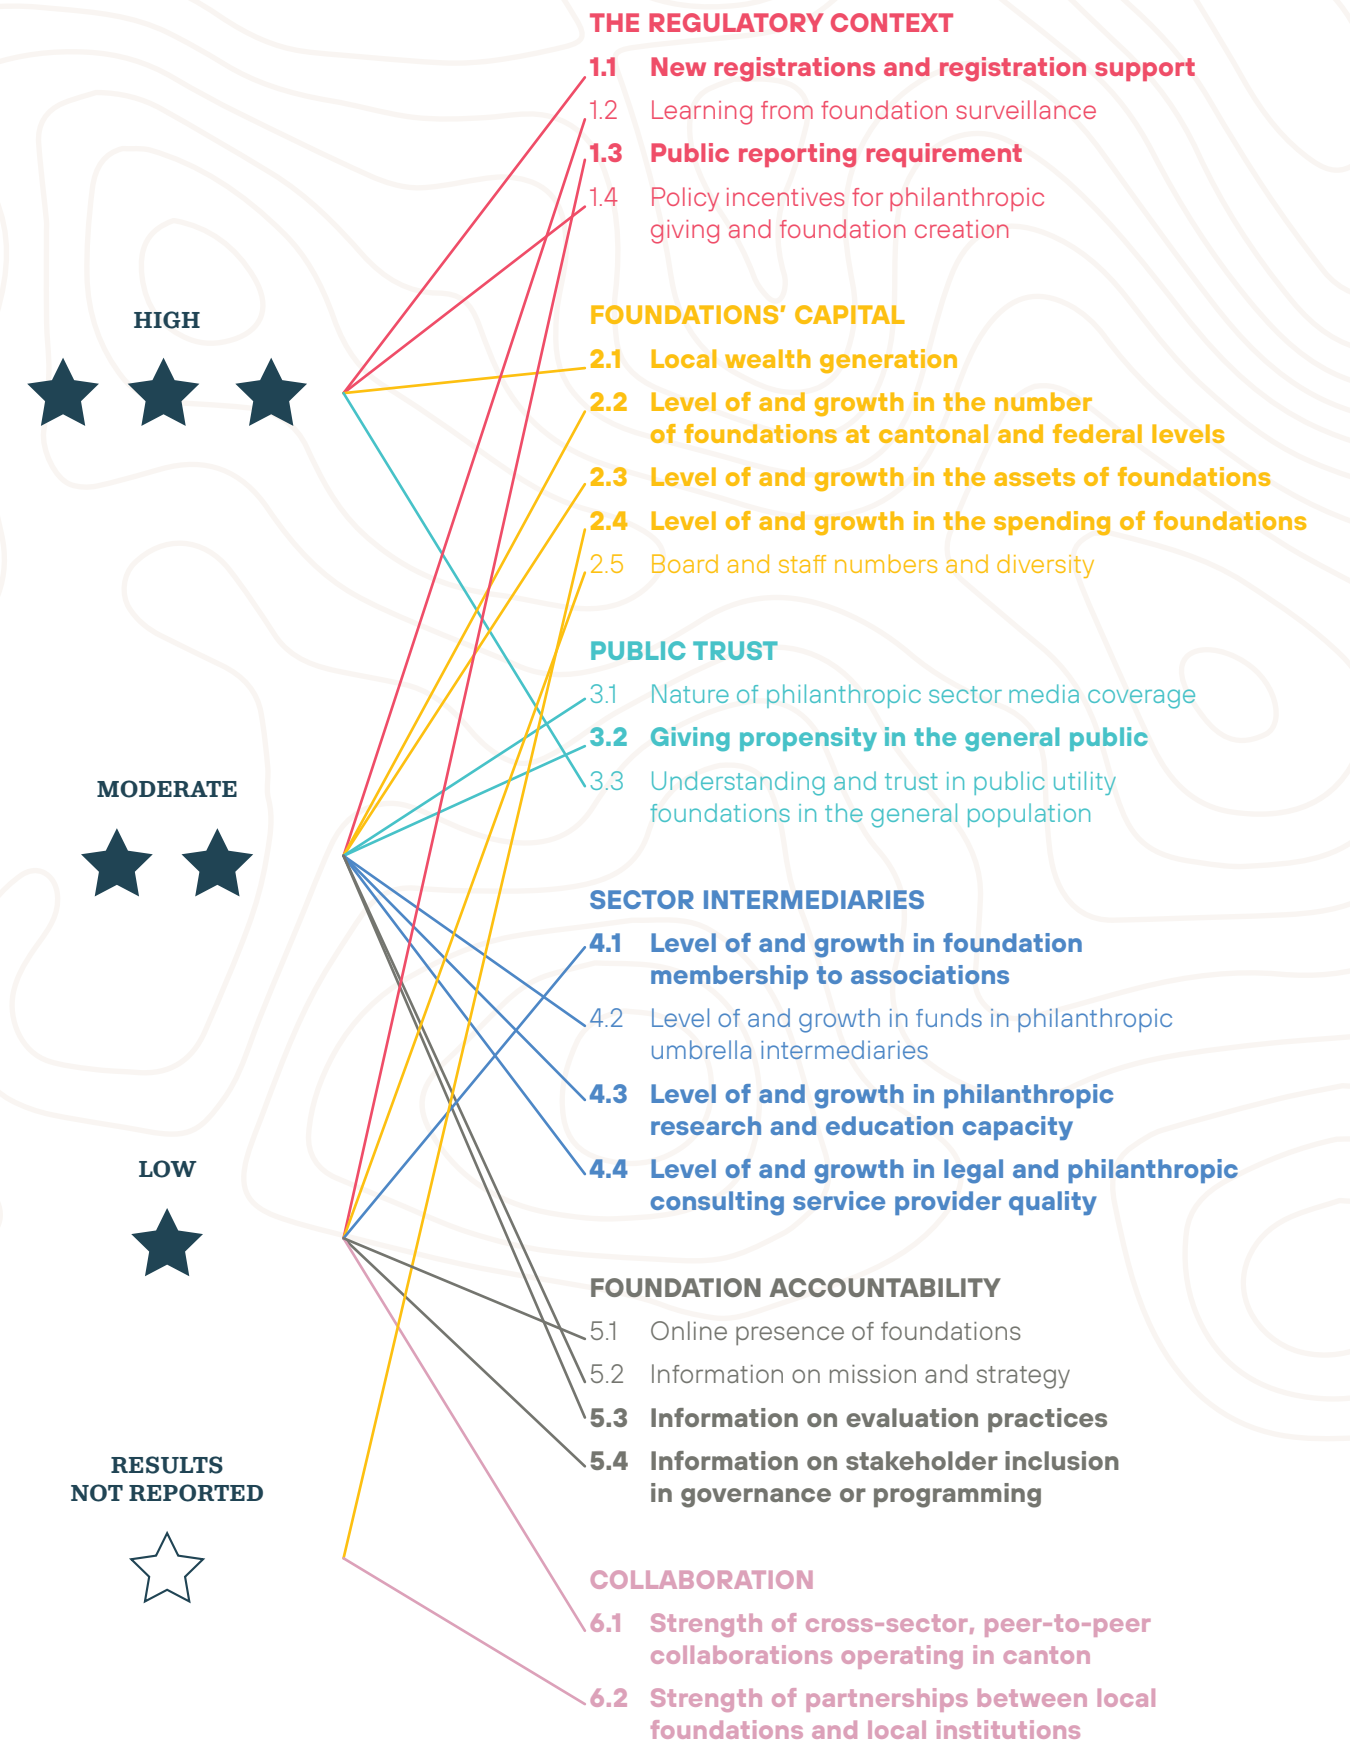 THE REGULATORY CONTEXT
1.1 New registrations and registration support
1.2 Learning from foundation surveillance
1.3 Public reporting requirement
1.4 Policy incentives for philanthropic
giving and foundation creation
HIGH
FOUNDATIONS’ CAPITAL
2.1 Local wealth generation
2.2 Level of and growth in the number
of foundations at cantonal and federal levels
2.3 Level of and growth in the assets of foundations
2.4 Level of and growth in the spending of foundations
2.5 Board and staff numbers and diversity
PUBLIC TRUST
3.1 Nature of philanthropic sector media coverage
3.2 Giving propensity in the general public
3.3 Understanding and trust in public utility
foundations in the general population
MODERATE
SECTOR INTERMEDIARIES
4.1 Level of and growth in foundation
membership to associations
4.2 Level of and growth in funds in philanthropic
umbrella intermediaries
4.3 Level of and growth in philanthropic
research and education capacity
4.4 Level of and growth in legal and philanthropic
consulting service provider quality
LOW
FOUNDATION ACCOUNTABILITY
5.1 Online presence of foundations
5.2 Information on mission and strategy
5.3 Information on evaluation practices
5.4 Information on stakeholder inclusion
in governance or programming
RESULTS
NOT REPORTED
COLLABORATION
6.1 Strength of cross-sector, peer-to-peer
collaborations operating in canton
6.2 Strength of partnerships between local
foundations and local institutions